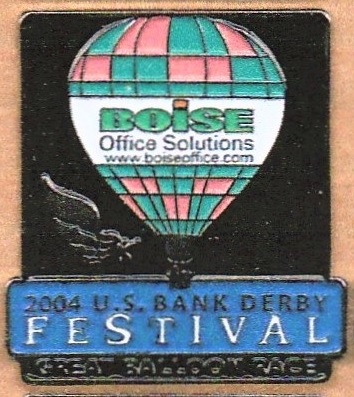 BOISE
Office Solutions
www.boiseoffice.com
2004 U.S. BANK DERBY
FESTIVAL
GREAT BALLOON RACE